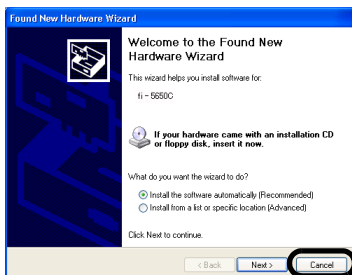 Found New Hardware Wizard
Welcome to the Found New
Hardware Wizard
This wizard helps you install software for:
fi - 5650C
If your hardware came with an installation CD
or floppy disk, insert it now.
What do you want the wizard to do?
Install the software automatically (Recommended)
Install from a list or specific location (Advanced)
Click Next to continue.
< Back Next > Cancel